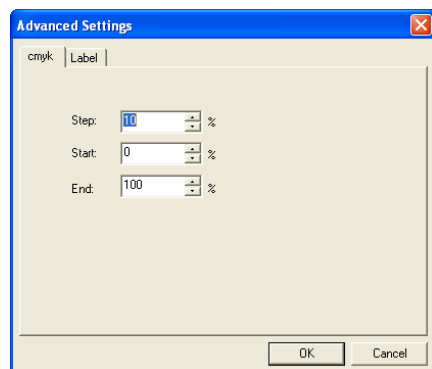 Advanced Settings
cmyk Label
Step: 10 %
Start: 0 %
End: 100 %
OK Cancel